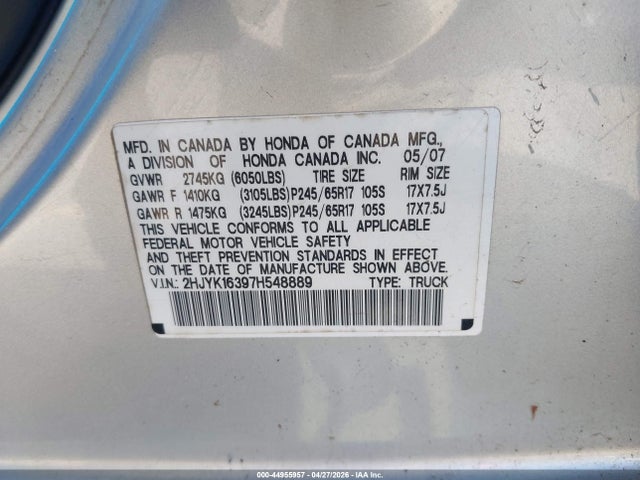 MFD. IN CANADA BY HONDA OF CANADA MFG.,
A DIVISION OF HONDA CANADA INC. 05/07
GVWR 2745KG (6050LBS) TIRE SIZE RIM SIZE
GAWR F 1410KG (3105LBS)P245/65R17 105S 17X7.5J
GAWR R 1475KG (3245LBS)P245/65R17 105S 17X7.5J
THIS VEHICLE CONFORMS TO ALL APPLICABLE
FEDERAL MOTOR VEHICLE SAFETY
AND THEFT PREVENTION STANDARDS IN EFFECT
ON THE DATE OF MANUFACTURE SHOWN ABOVE.
V.I.N.: 2HJYK16397H548889 TYPE: TRUCK
000-44955957 - 04/27/2026 - IAAI, Inc.